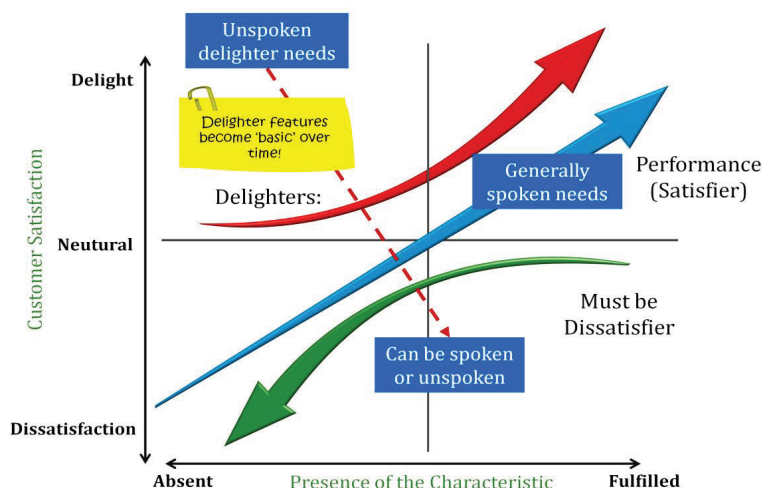 Unspoken
delighter needs
Delight
Delighter features
become 'basic' over
time!
Generally
spoken needs
Performance
(Satisfier)
Delighters:
Customer Satisfaction
Neutural
Must be
Dissatisfier
Can be spoken
or unspoken
Dissatisfaction
Absent
Presence of the Characteristic
Fulfilled